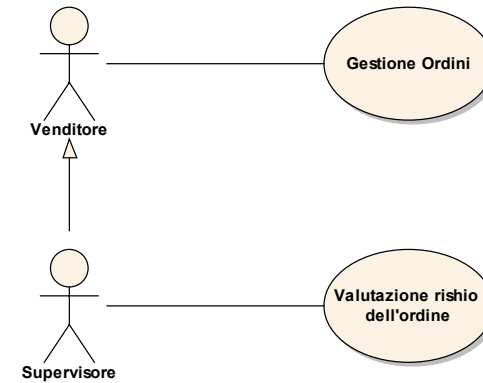 Gestione Ordini
Venditore
Valutazione rishio
dell'ordine
Supervisore